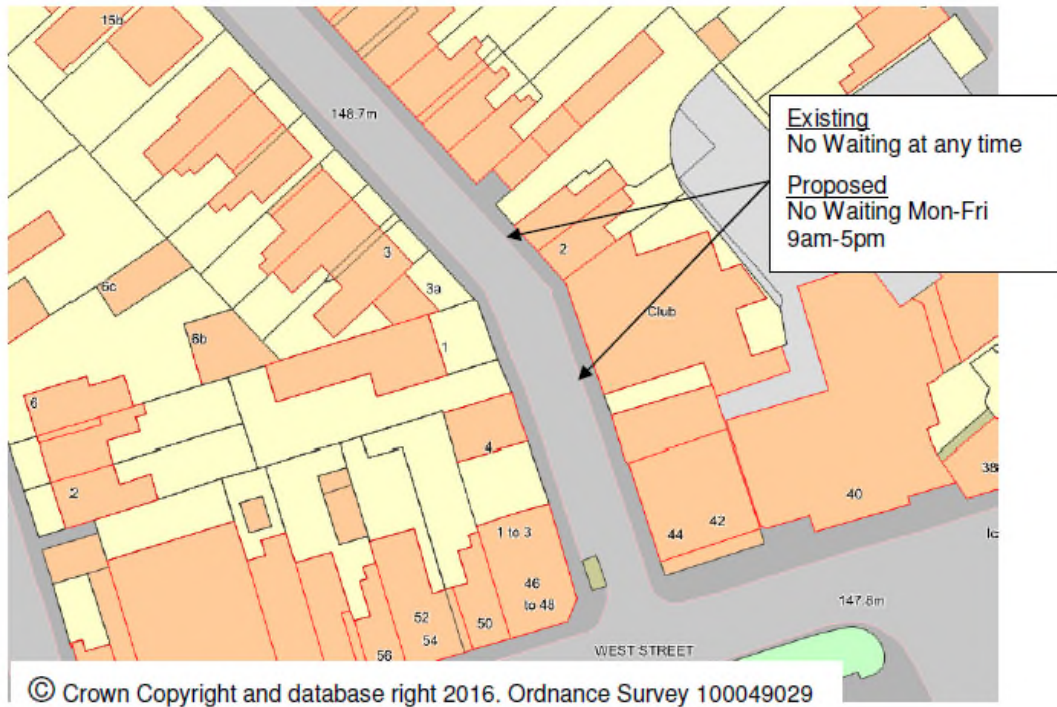 15b
148.7m
Existing
No Waiting at any time
Proposed
No Waiting Mon-Fri
9am-5pm
2
3
3a
6c
Club
6b
1
6
4
2
38
40
1 to 3
42
44
46
to 48
Ic
147.8m
52
50
54
56
WEST STREET
© Crown Copyright and database right 2016. Ordnance Survey 100049029